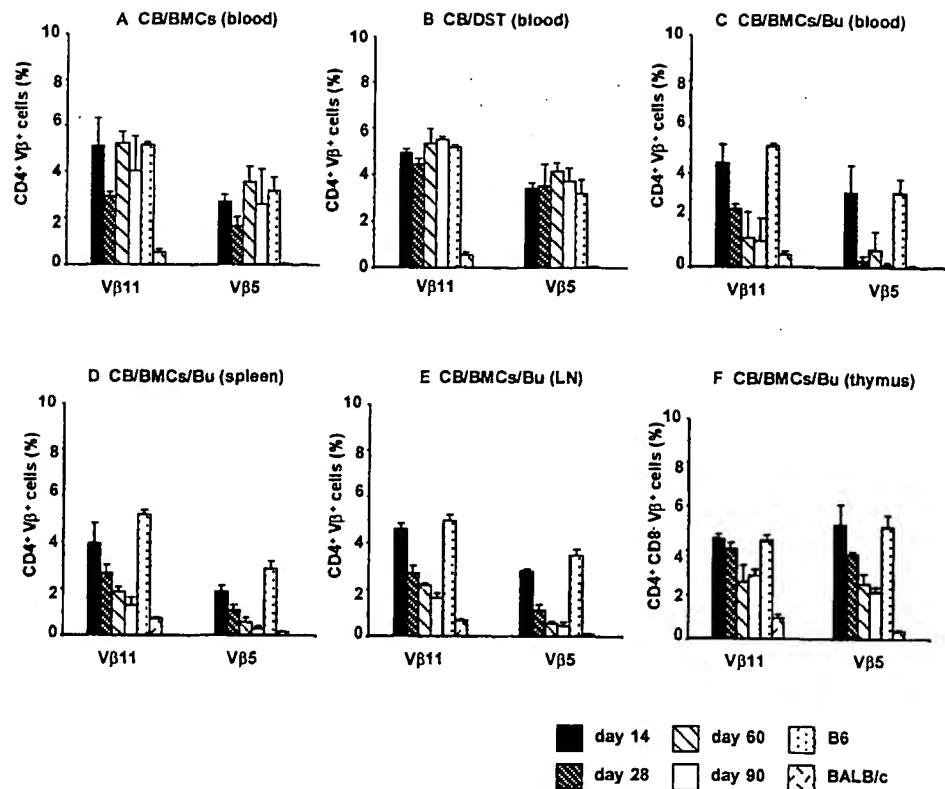 A CB/BMCs (blood)
B CB/DST (blood)
C CB/BMCs/Bu (blood)
CD4⁺ Vβ⁺ cells (%)
10
8
6
4
2
0
Vβ11
Vβ5
CD4⁺ Vβ⁺ cells (%)
10
8
6
4
2
0
Vβ11
Vβ5
CD4⁺ Vβ⁺ cells (%)
10
8
6
4
2
0
Vβ11
Vβ5
D CB/BMCs/Bu (spleen)
E CB/BMCs/Bu (LN)
F CB/BMCs/Bu (thymus)
CD4⁺ Vβ⁺ cells (%)
10
8
6
4
2
0
Vβ11
Vβ5
CD4⁺ Vβ⁺ cells (%)
10
8
6
4
2
0
Vβ11
Vβ5
CD4⁺ CD8⁻ Vβ⁺ cells (%)
10
8
6
4
2
0
Vβ11
Vβ5
day 14
day 60
B6
day 28
day 90
BALB/c